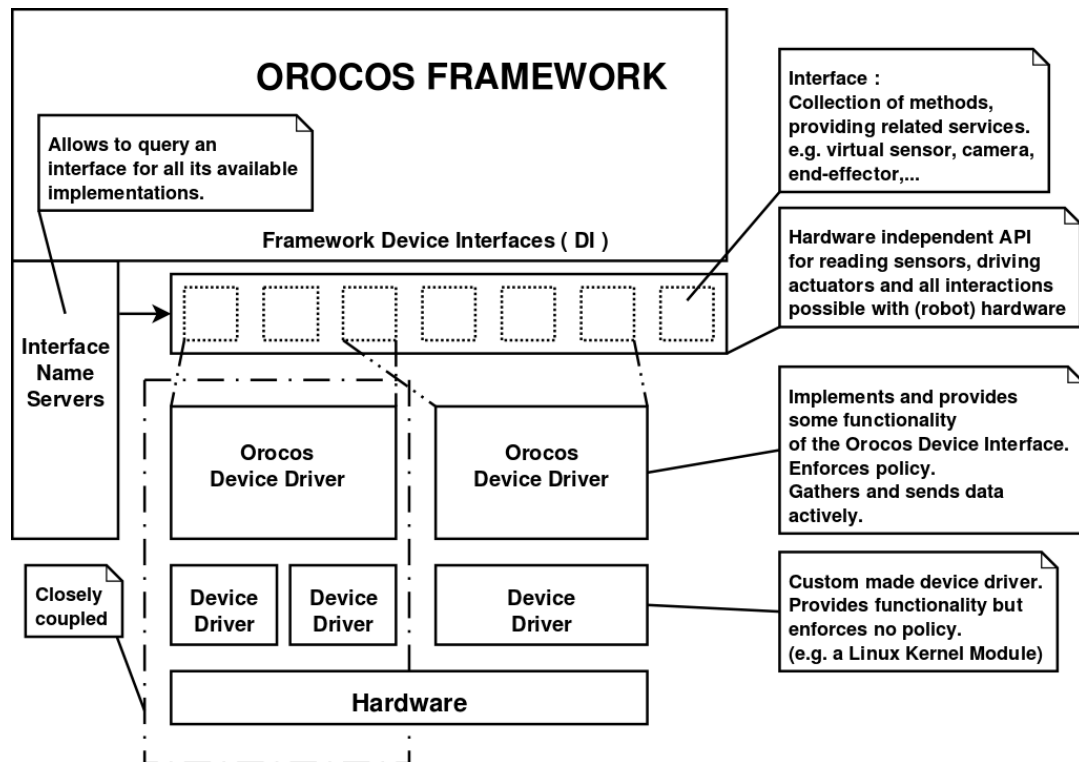 OROCOS FRAMEWORK
Allows to query an
interface for all its available
implementations.
Framework Device Interfaces ( DI )
Interface :
Collection of methods,
providing related services.
e.g. virtual sensor, camera,
end-effector,...
Hardware independent API
for reading sensors, driving
actuators and all interactions
possible with (robot) hardware
Interface
Name
Servers
Orocos
Device Driver
Orocos
Device Driver
Implements and provides
some functionality
of the Orocos Device Interface.
Enforces policy.
Gathers and sends data
actively.
Closely
coupled
Device
Driver
Device
Driver
Device
Driver
Custom made device driver.
Provides functionality but
enforces no policy.
(e.g. a Linux Kernel Module)
Hardware